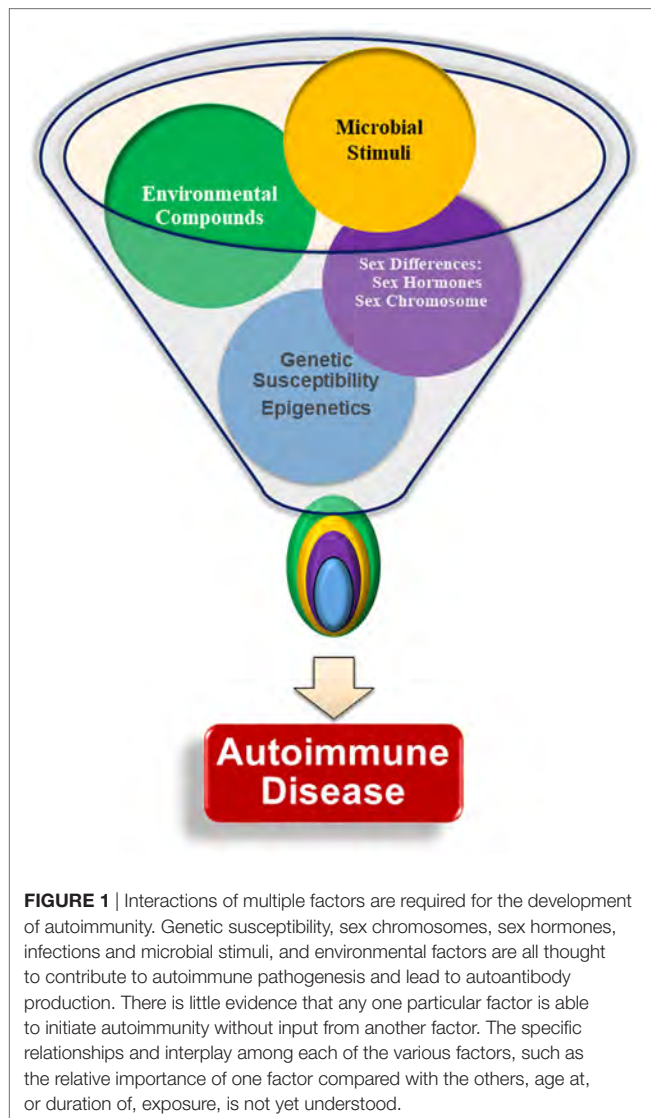 Microbial
Stimuli
Environmental
Compounds
Sex Differences:
Sex Hormones
Sex Chromosome
Genetic
Susceptibility
Epigenetics
Autoimmune
Disease
FIGURE 1 | Interactions of multiple factors are required for the development
of autoimmunity. Genetic susceptibility, sex chromosomes, sex hormones,
infections and microbial stimuli, and environmental factors are all thought
to contribute to autoimmune pathogenesis and lead to autoantibody
production. There is little evidence that any one particular factor is able
to initiate autoimmunity without input from another factor. The specific
relationships and interplay among each of the various factors, such as
the relative importance of one factor compared with the others, age at,
or duration of, exposure, is not yet understood.